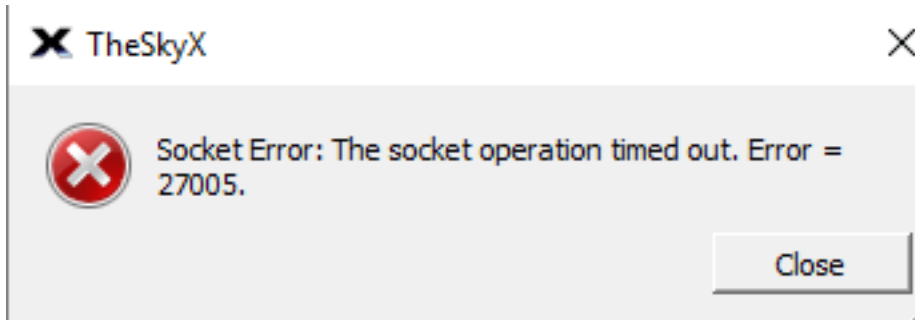 TheSkyX
Socket Error: The socket operation timed out. Error =
27005.
Close